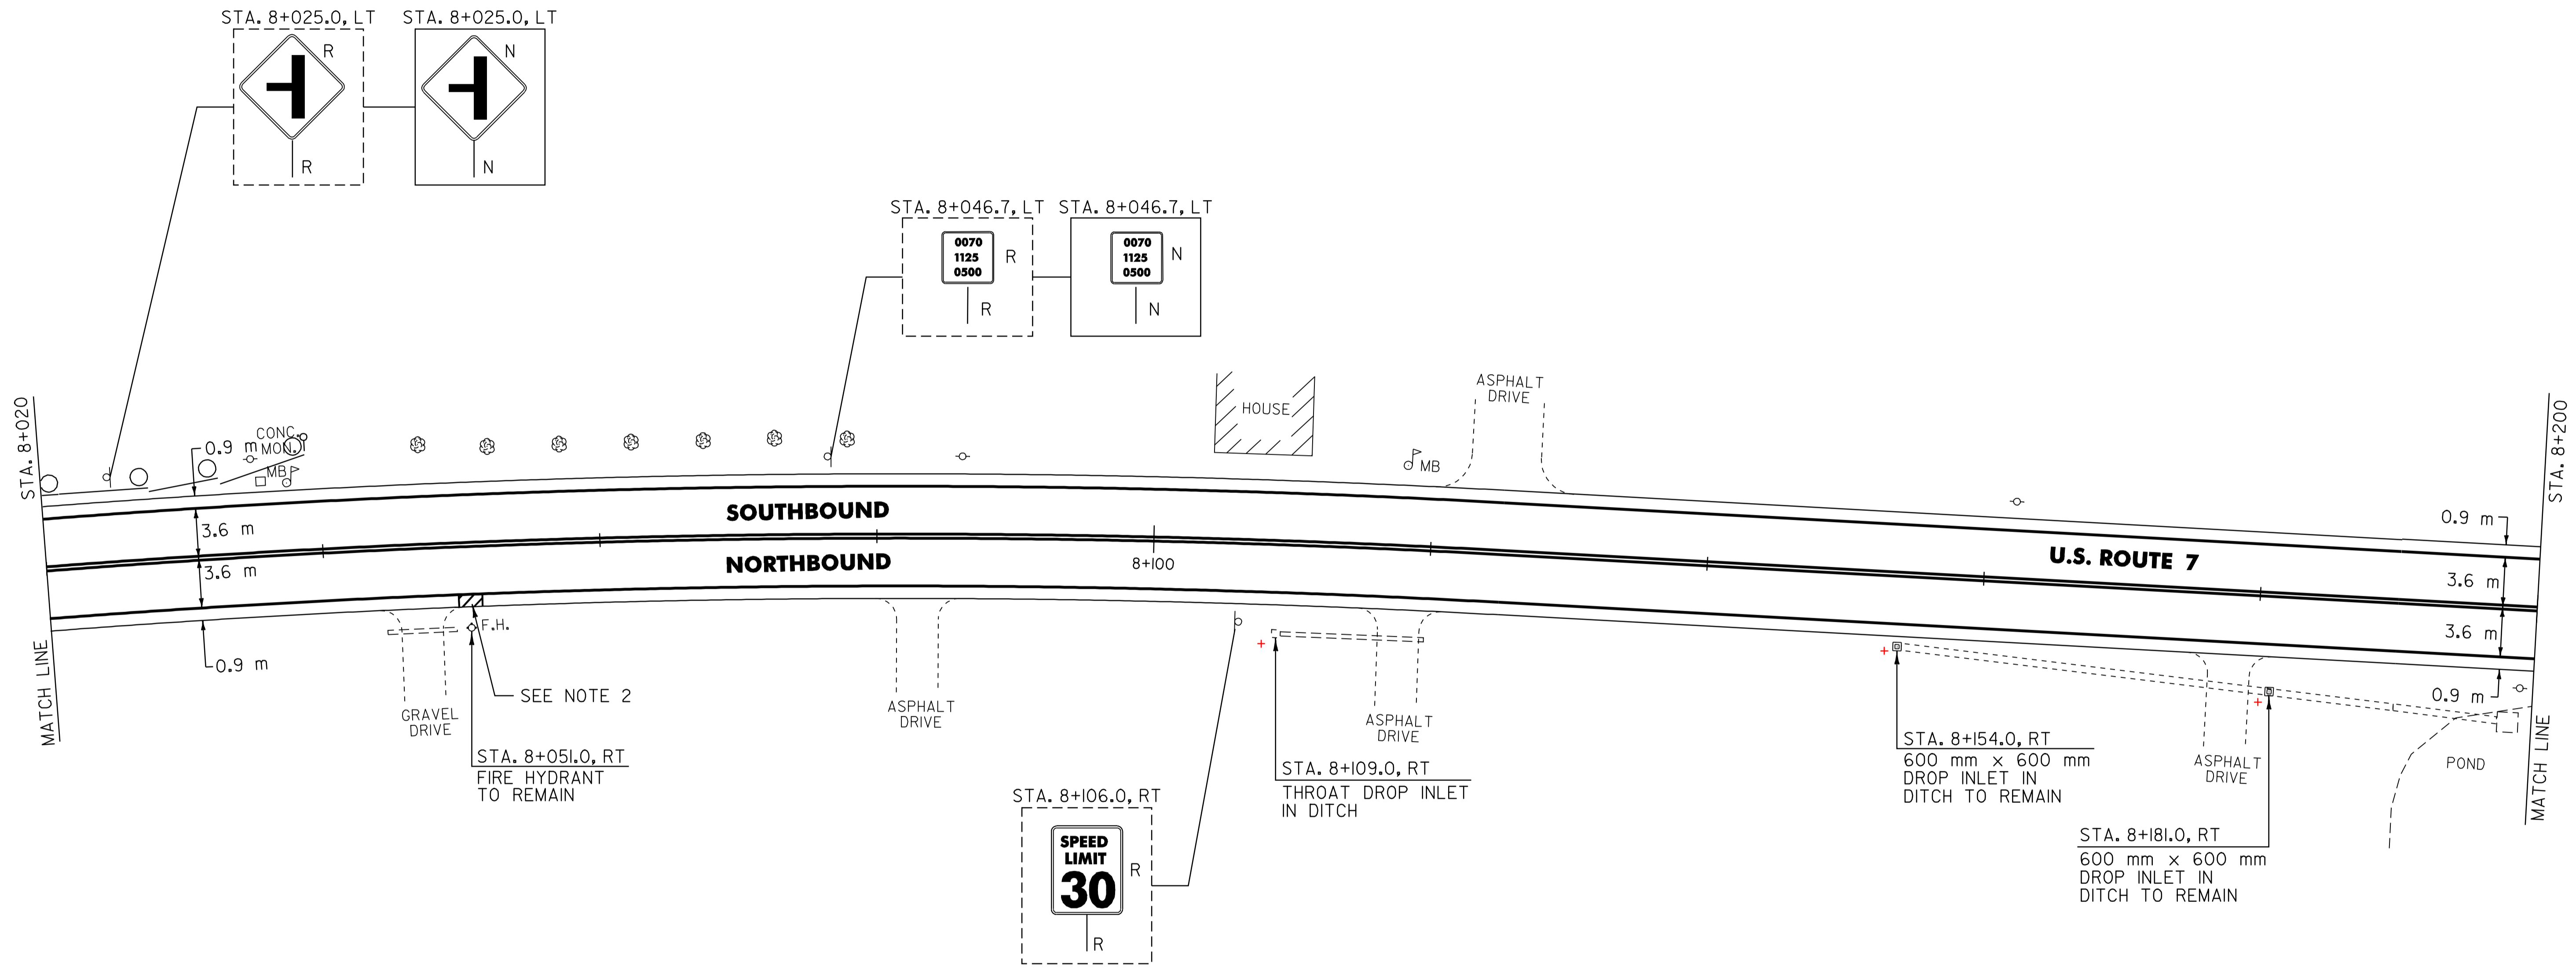 STA. 8+025.0, LT
STA. 8+025.0, LT
R
R
N
N
STA. 8+046.7, LT
STA. 8+046.7, LT
0070
1125
0500
R
R
0070
1125
0500
N
N
STA. 8+020
MATCH LINE
0.9 m
CONC.
MON.
MB
HOUSE
MB
ASPHALT
DRIVE
STA. 8+200
MATCH LINE
3.6 m
SOUTHBOUND
0.9 m
3.6 m
NORTHBOUND
8+100
U.S. ROUTE 7
3.6 m
3.6 m
0.9 m
0.9 m
F.H.
SEE NOTE 2
GRAVEL
DRIVE
ASPHALT
DRIVE
ASPHALT
DRIVE
ASPHALT
DRIVE
POND
STA. 8+051.0, RT
FIRE HYDRANT
TO REMAIN
STA. 8+109.0, RT
THROAT DROP INLET
IN DITCH
STA. 8+154.0, RT
600 mm x 600 mm
DROP INLET IN
DITCH TO REMAIN
STA. 8+181.0, RT
600 mm x 600 mm
DROP INLET IN
DITCH TO REMAIN
STA. 8+106.0, RT
SPEED
LIMIT
30
R
R